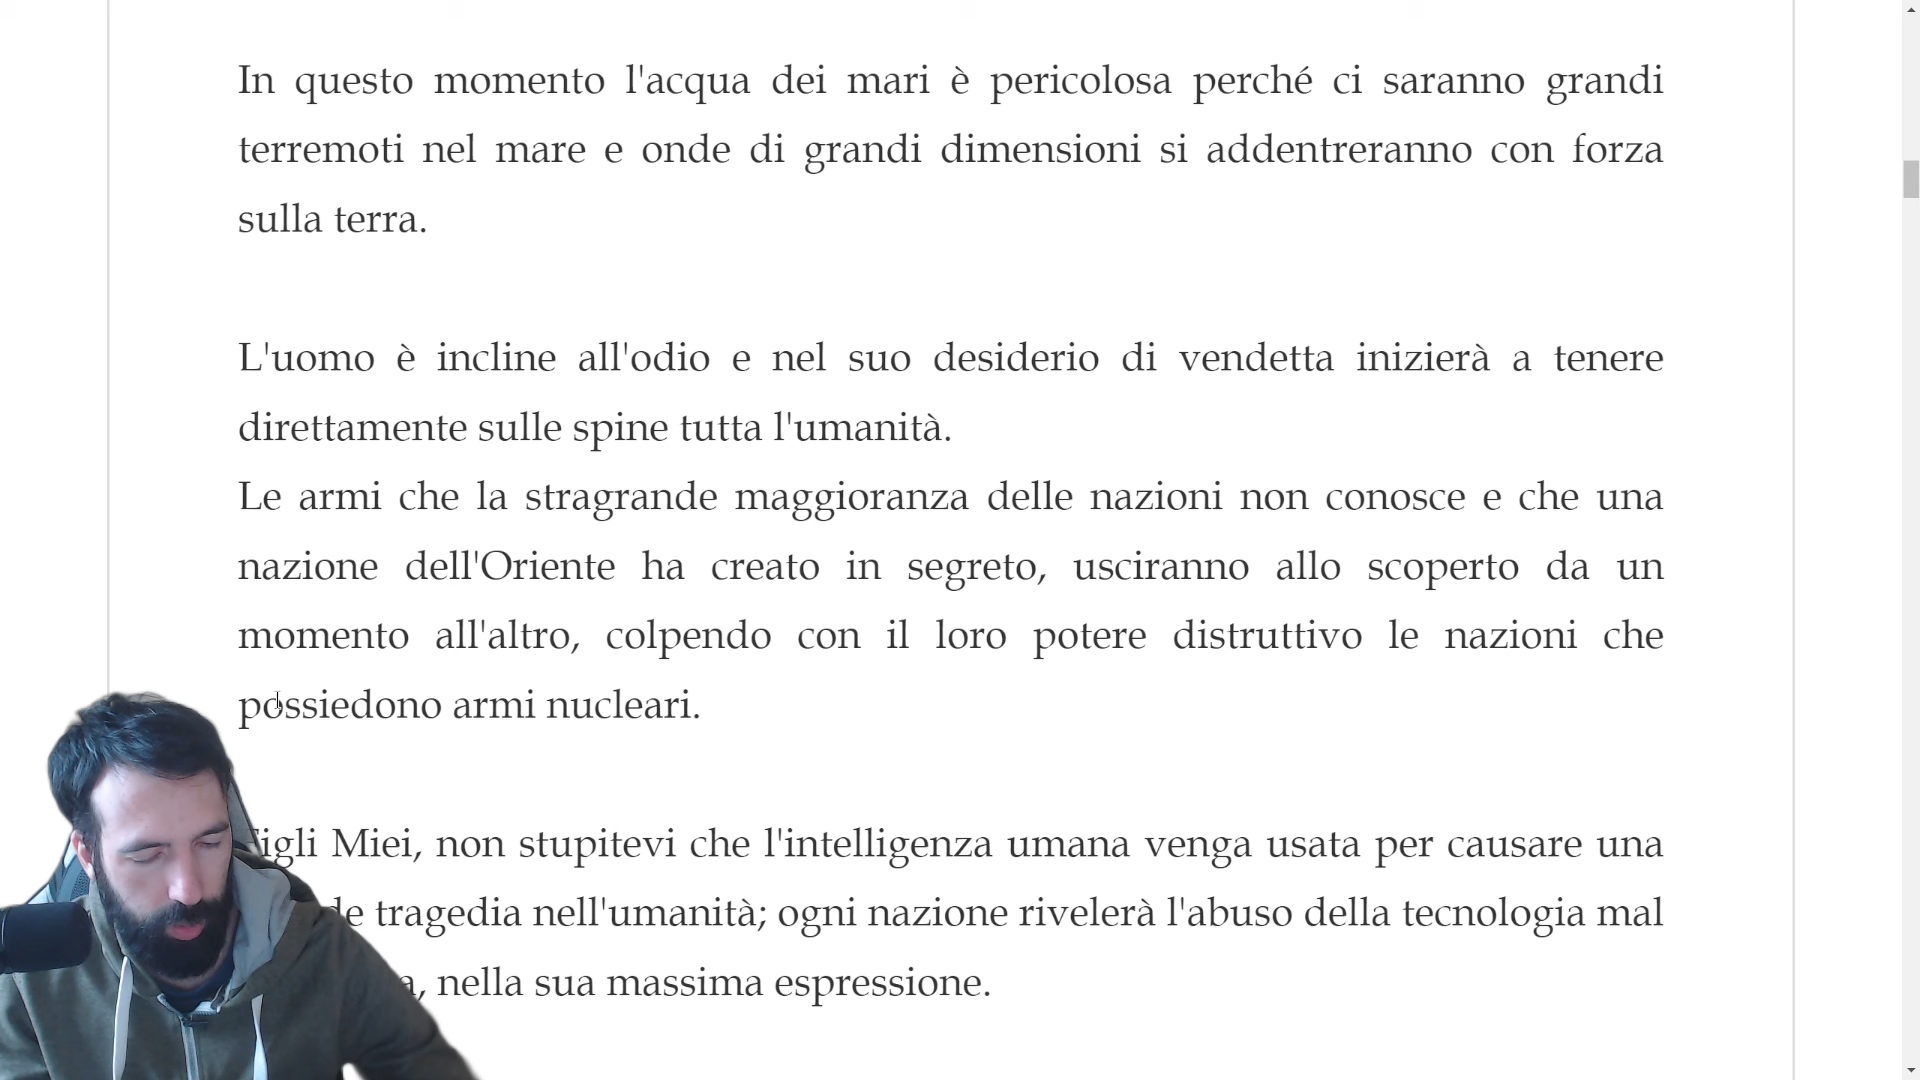 In questo momento l'acqua dei mari è pericolosa perché ci saranno grandi
terremoti nel mare e onde di grandi dimensioni si addentreranno con forza
sulla terra.
L'uomo è incline all'odio e nel suo desiderio di vendetta inizierà a tenere
direttamente sulle spine tutta l'umanità.
Le armi che la stragrande maggioranza delle nazioni non conosce e che una
nazione dell'Oriente ha creato in segreto, usciranno allo scoperto da un
momento all'altro, colpendo con il loro potere distruttivo le nazioni che
possiedono armi nucleari.
Figli Miei, non stupitevi che l'intelligenza umana venga usata per causare una
tragedia nell'umanità; ogni nazione rivelerà l'abuso della tecnologia mal
nella sua massima espressione.